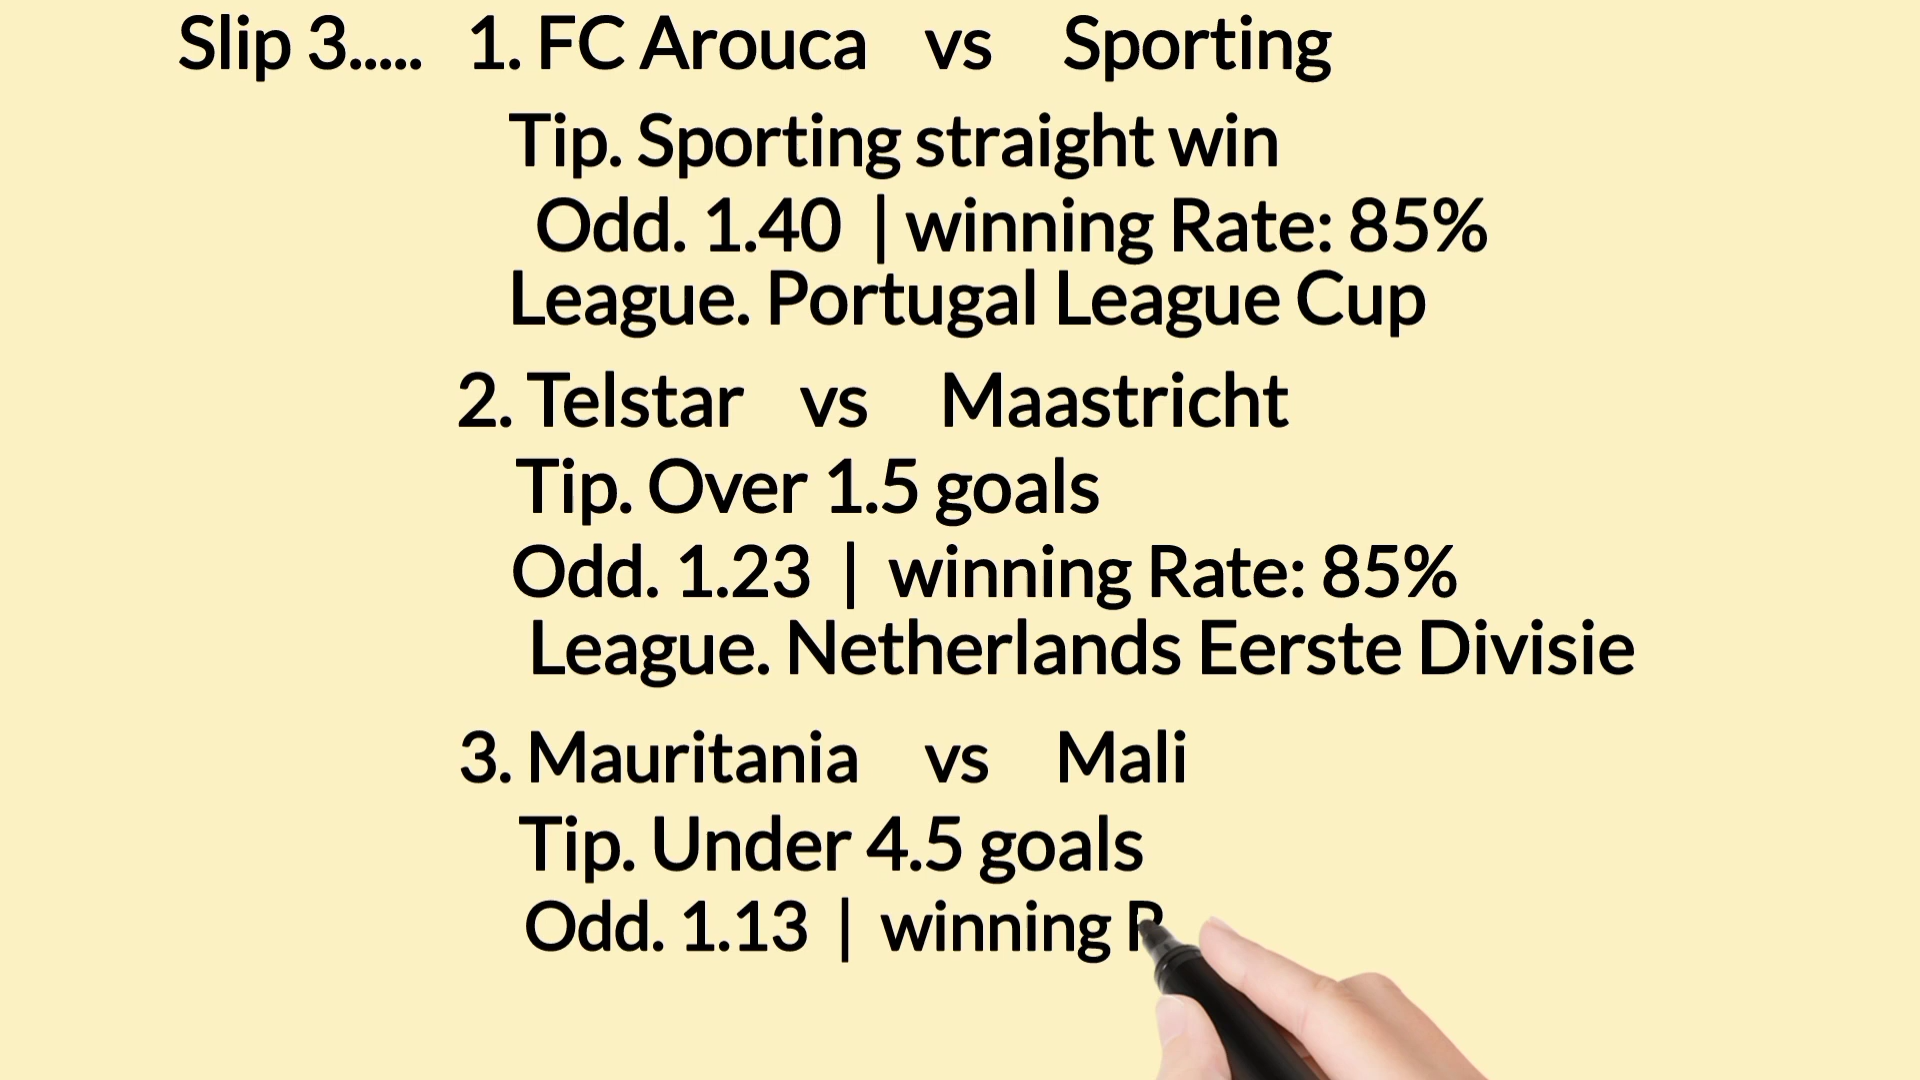 Slip 3..... 1. FC Arouca vs Sporting
Tip. Sporting straight win
Odd. 1.40 | winning Rate: 85%
League. Portugal League Cup
2. Telstar vs Maastricht
Tip. Over 1.5 goals
Odd. 1.23 | winning Rate: 85%
League. Netherlands Eerste Divisie
3. Mauritania vs Mali
Tip. Under 4.5 goals
Odd. 1.13 | winning R